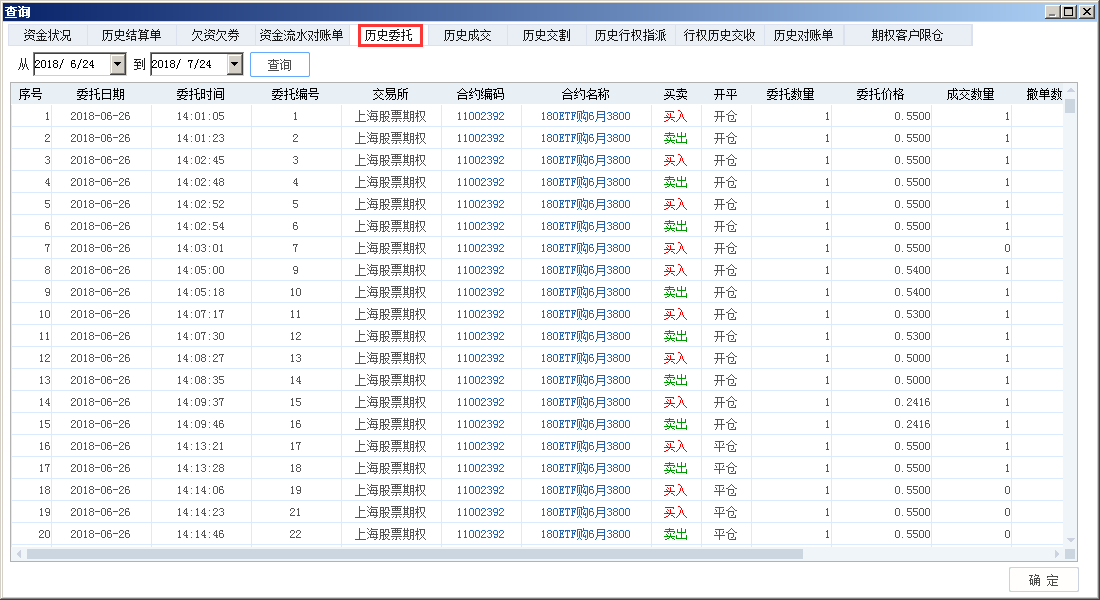 查询
资金状况 历史结算单 欠资欠券 资金流水对账单 历史委托 历史成交 历史交割 历史行权指派 行权历史交收 历史对账单 期权客户限仓
从 2018/ 6/24 到 2018/ 7/24 查询
序号 委托日期 委托时间 委托编号 交易所 合约编码 合约名称 买卖 开平 委托数量 委托价格 成交数量 撤单数
1 2018-06-26 14:01:05 1 上海股票期权 11002392 180ETF购6月3800 买入 开仓 1 0.5500 1
2 2018-06-26 14:01:23 2 上海股票期权 11002392 180ETF购6月3800 卖出 开仓 1 0.5500 1
3 2018-06-26 14:02:45 3 上海股票期权 11002392 180ETF购6月3800 买入 开仓 1 0.5500 1
4 2018-06-26 14:02:48 4 上海股票期权 11002392 180ETF购6月3800 卖出 开仓 1 0.5500 1
5 2018-06-26 14:02:52 5 上海股票期权 11002392 180ETF购6月3800 买入 开仓 1 0.5500 1
6 2018-06-26 14:02:54 6 上海股票期权 11002392 180ETF购6月3800 卖出 开仓 1 0.5500 1
7 2018-06-26 14:03:01 7 上海股票期权 11002392 180ETF购6月3800 买入 开仓 1 0.5500 0
8 2018-06-26 14:05:00 9 上海股票期权 11002392 180ETF购6月3800 买入 开仓 1 0.5400 1
9 2018-06-26 14:05:18 10 上海股票期权 11002392 180ETF购6月3800 卖出 开仓 1 0.5400 1
10 2018-06-26 14:07:17 11 上海股票期权 11002392 180ETF购6月3800 买入 开仓 1 0.5300 1
11 2018-06-26 14:07:30 12 上海股票期权 11002392 180ETF购6月3800 卖出 开仓 1 0.5300 1
12 2018-06-26 14:08:27 13 上海股票期权 11002392 180ETF购6月3800 买入 开仓 1 0.5000 1
13 2018-06-26 14:08:35 14 上海股票期权 11002392 180ETF购6月3800 卖出 开仓 1 0.5000 1
14 2018-06-26 14:09:37 15 上海股票期权 11002392 180ETF购6月3800 买入 开仓 1 0.2416 1
15 2018-06-26 14:09:46 16 上海股票期权 11002392 180ETF购6月3800 卖出 开仓 1 0.2416 1
16 2018-06-26 14:13:21 17 上海股票期权 11002392 180ETF购6月3800 买入 平仓 1 0.5500 1
17 2018-06-26 14:13:28 18 上海股票期权 11002392 180ETF购6月3800 卖出 平仓 1 0.5500 1
18 2018-06-26 14:14:06 19 上海股票期权 11002392 180ETF购6月3800 买入 平仓 1 0.5500 0
19 2018-06-26 14:14:23 21 上海股票期权 11002392 180ETF购6月3800 买入 平仓 1 0.5500 0
20 2018-06-26 14:14:46 22 上海股票期权 11002392 180ETF购6月3800 卖出 平仓 1 0.5500 0
确 定